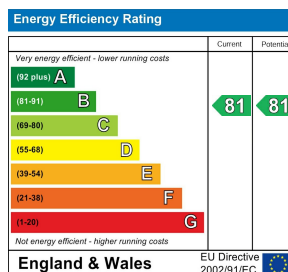 Energy Efficiency Rating
Current
Potential
Very energy efficient - lower running costs
(92 plus) A
(81-91) B
81
81
(69-80) C
(55-68) D
(39-54) E
(21-38) F
(1-20) G
Not energy efficient - higher running costs
England & Wales
EU Directive
2002/91/EC